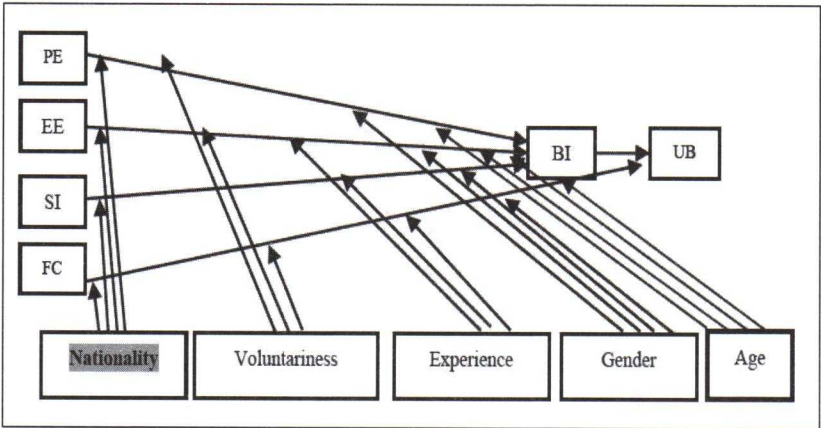 PE
EE
BI
UB
SI
FC
Nationality
Voluntariness
Experience
Gender
Age